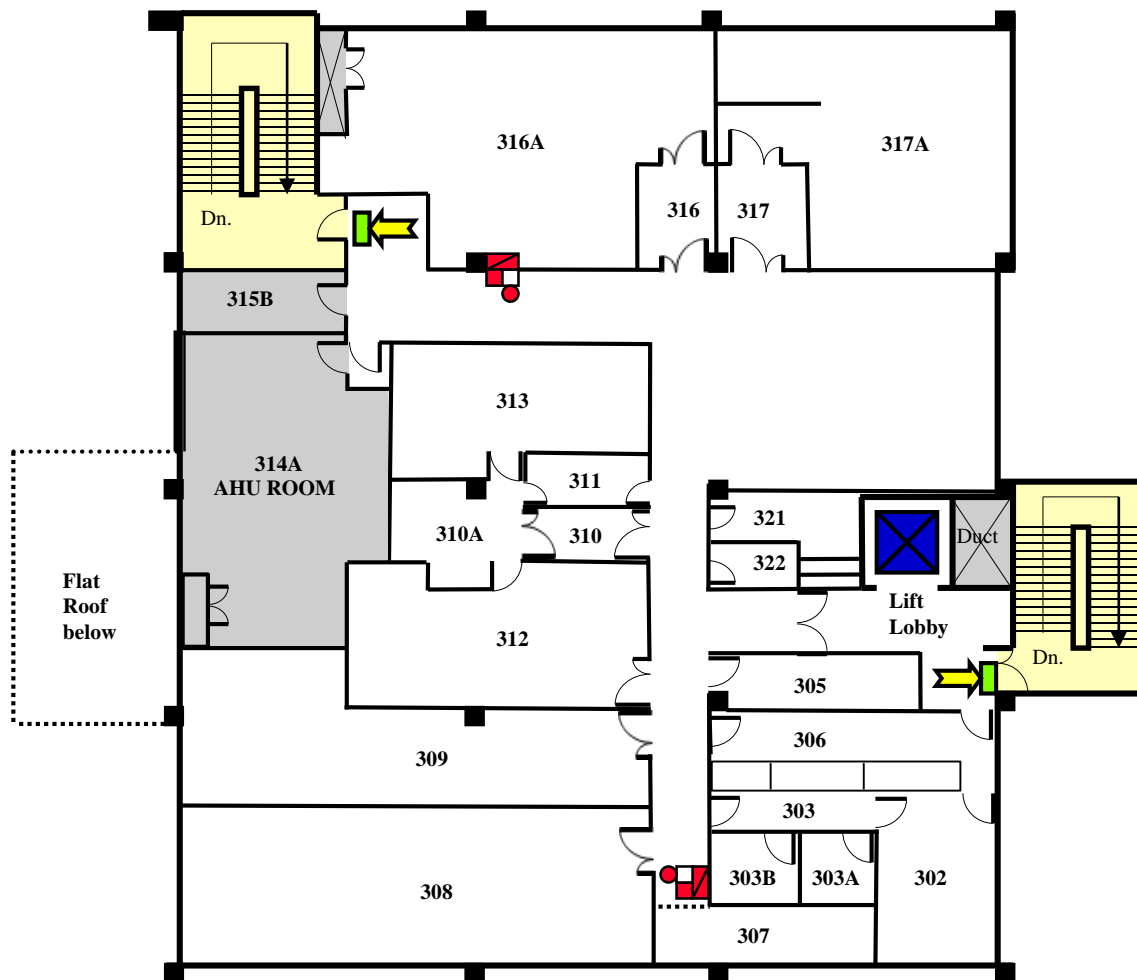 316A
317A
316
317
Dn.
315B
313
314A
AHU ROOM
311
321
310A
310
322
Duct
Flat
Roof
below
Lift
Lobby
312
Dn.
305
306
309
303
308
303B
303A
302
307